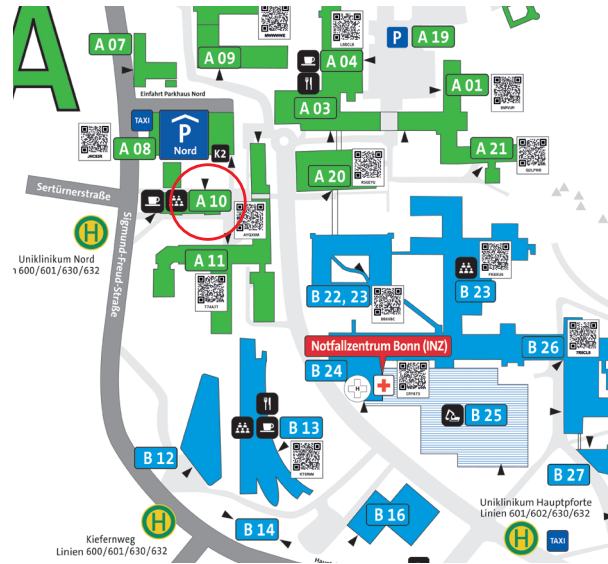 A
A 07
A 09
MWWWHE
L8SCLB
A 04
P
A 19
A 01
Einfahrt Parkhaus Nord
A 03
TAXI
P
Nord
A 08
K2
A 21
A 20
Sertürnerstraße
A 10
H
Uniklinikum Nord
600/601/630/632
Sigmund-Freud-Straße
A 11
B 22, 23
B 23
Notfallzentrum Bonn (INZ)
B 24
H
B 26
B 25
B 13
B 12
B 27
B 16
B 14
Uniklinikum Hauptpforte
Linien 601/602/630/632
H
TAXI
H
Kiefernweg
Linien 600/601/630/632